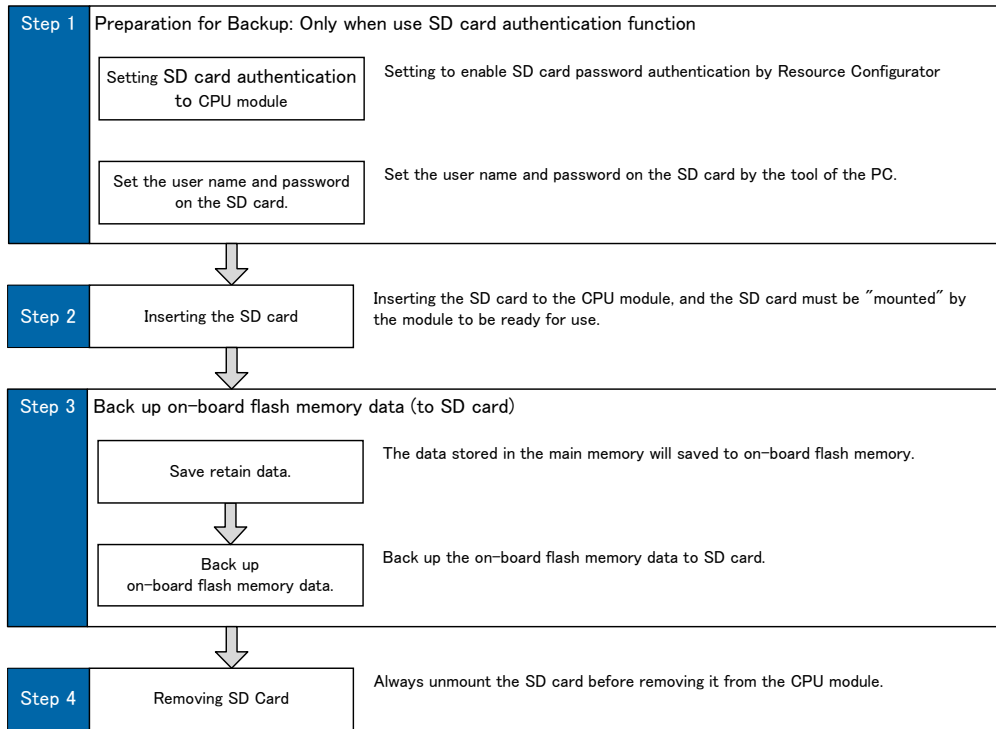 Step 1
Preparation for Backup: Only when use SD card authentication function
Setting SD card authentication
to CPU module
Setting to enable SD card password authentication by Resource Configurator
Set the user name and password
on the SD card.
Set the user name and password on the SD card by the tool of the PC.
Step 2
Inserting the SD card
Inserting the SD card to the CPU module, and the SD card must be "mounted" by
the module to be ready for use.
Step 3
Back up on-board flash memory data (to SD card)
Save retain data.
The data stored in the main memory will saved to on-board flash memory.
Back up
on-board flash memory data.
Back up the on-board flash memory data to SD card.
Step 4
Removing SD Card
Always unmount the SD card before removing it from the CPU module.